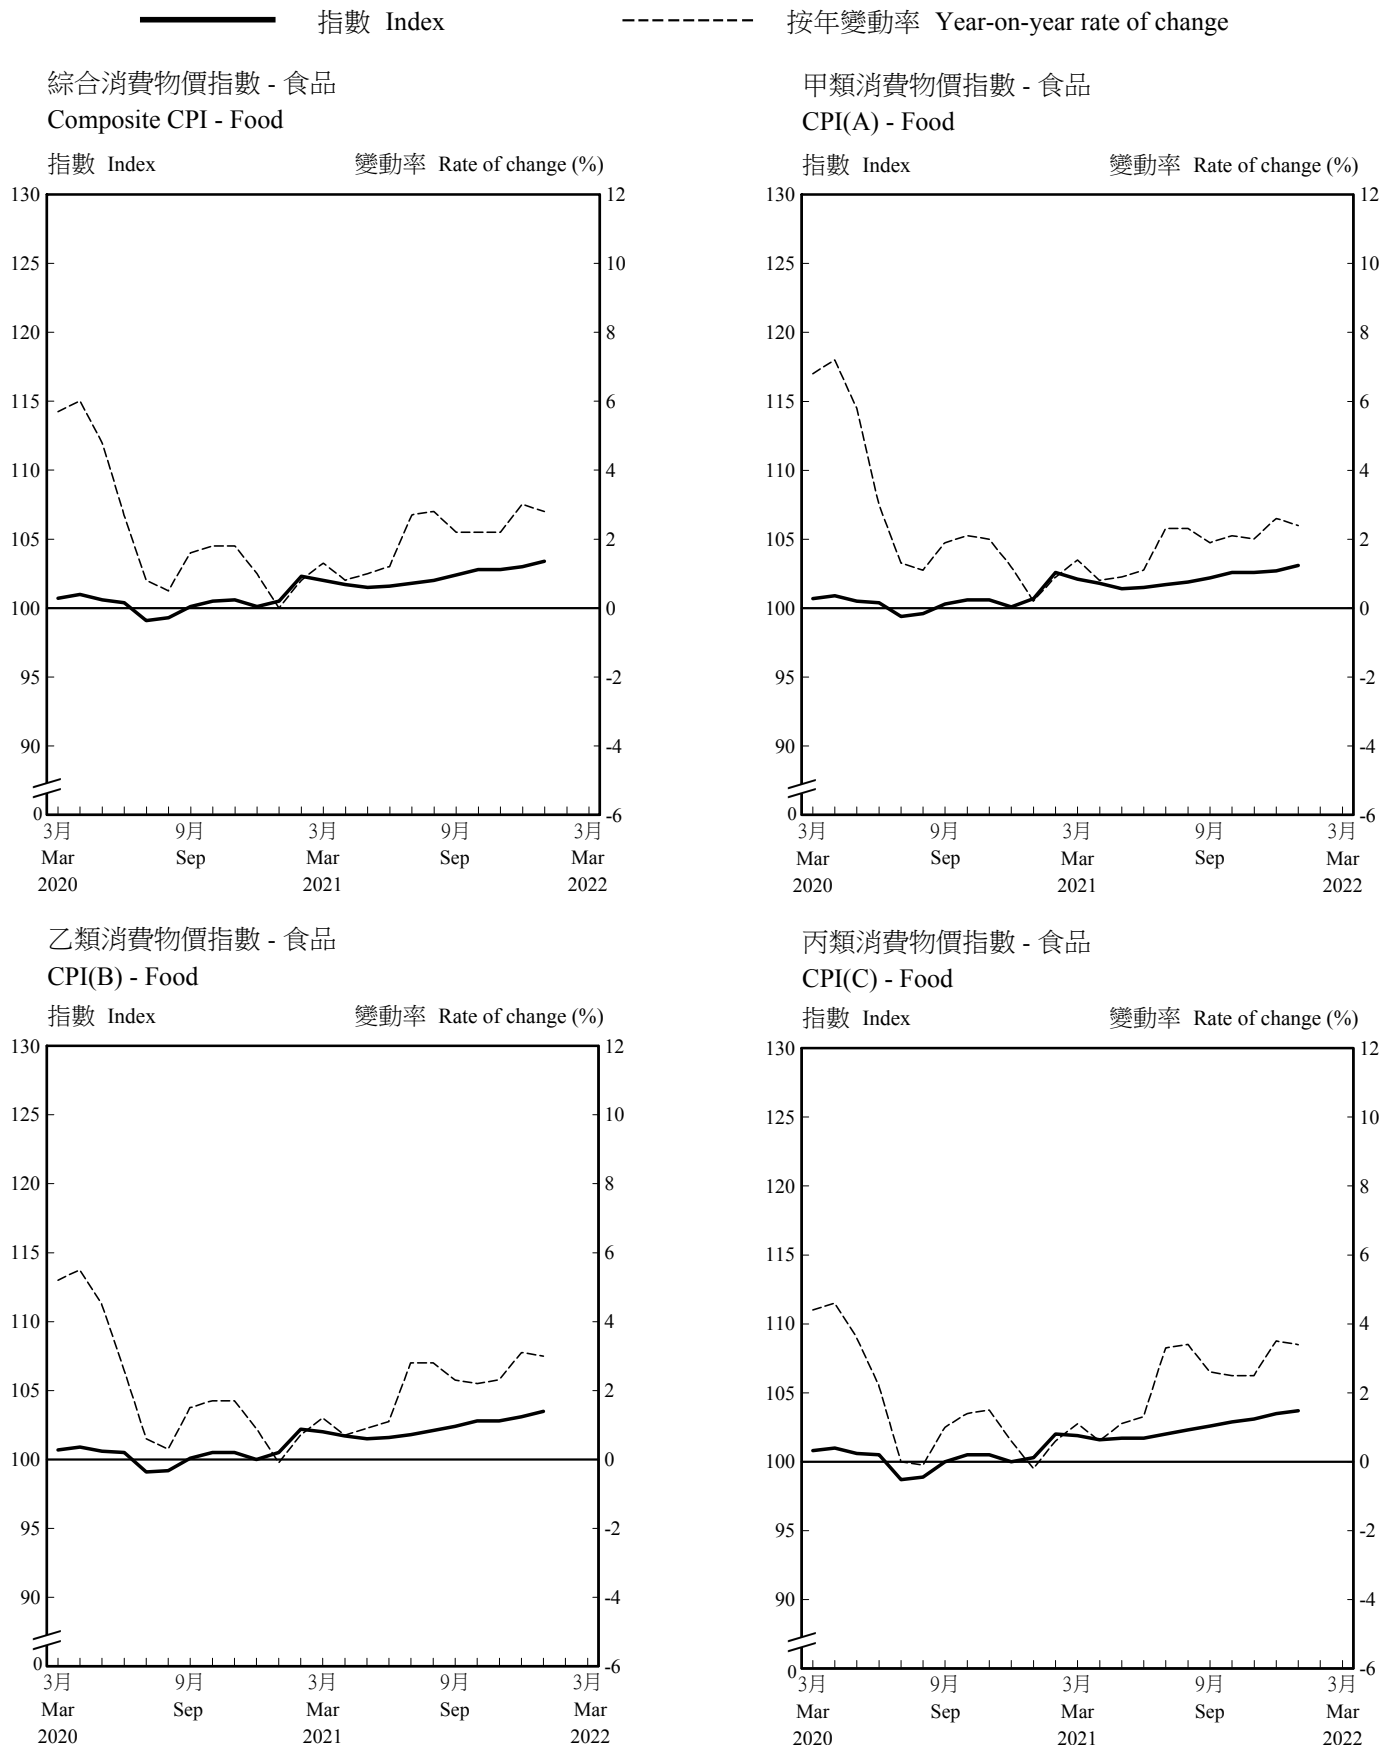 指數 Index
按年變動率 Year-on-year rate of change
綜合消費物價指數 - 食品
Composite CPI - Food
指數 Index
變動率 Rate of change (%)
130
125
120
115
110
105
100
95
90
0
12
10
8
6
4
2
0
-2
-4
-6
3月
9月
3月
9月
3月
Mar
Sep
Mar
Sep
Mar
2020
2021
2022
甲類消費物價指數 - 食品
CPI(A) - Food
指數 Index
變動率 Rate of change (%)
130
125
120
115
110
105
100
95
90
0
12
10
8
6
4
2
0
-2
-4
-6
3月
9月
3月
9月
3月
Mar
Sep
Mar
Sep
Mar
2020
2021
2022
乙類消費物價指數 - 食品
CPI(B) - Food
指數 Index
變動率 Rate of change (%)
130
125
120
115
110
105
100
95
90
0
12
10
8
6
4
2
0
-2
-4
-6
3月
9月
3月
9月
3月
Mar
Sep
Mar
Sep
Mar
2020
2021
2022
丙類消費物價指數 - 食品
CPI(C) - Food
指數 Index
變動率 Rate of change (%)
130
125
120
115
110
105
100
95
90
0
12
10
8
6
4
2
0
-2
-4
-6
3月
9月
3月
9月
3月
Mar
Sep
Mar
Sep
Mar
2020
2021
2022